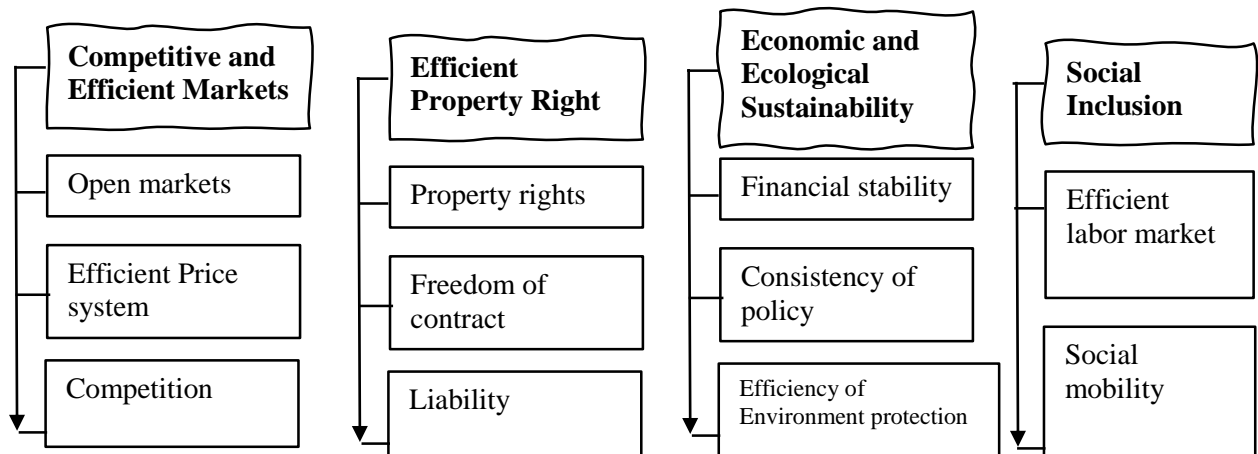 Competitive and
Efficient Markets
Open markets
Efficient Price
system
Competition
Efficient
Property Right
Property rights
Freedom of
contract
Liability
Economic and
Ecological
Sustainability
Financial stability
Consistency of
policy
Efficiency of
Environment protection
Social
Inclusion
Efficient
labor market
Social
mobility